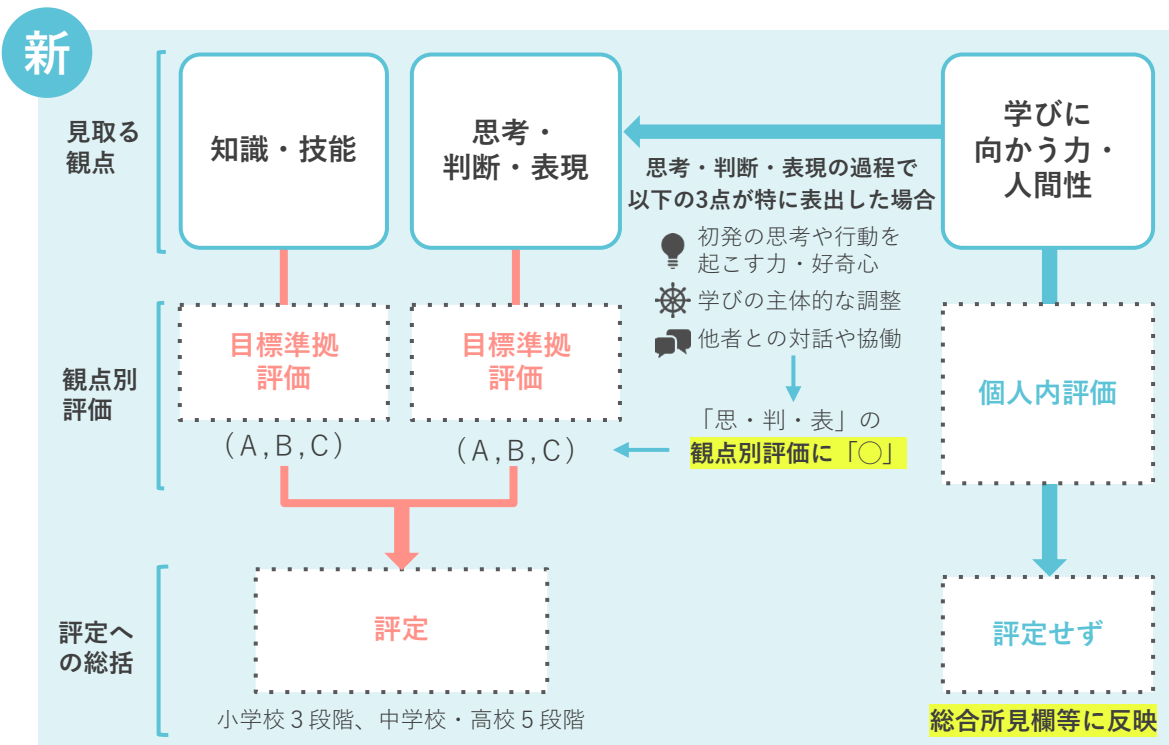 新
見取る
観点
知識・技能
思考・
判断・表現
学びに
向かう力・
人間性
思考・判断・表現の過程で
以下の3点が特に表出した場合
初発の思考や行動を
起こす力・好奇心
学びの主体的な調整
他者との対話や協働
観点別
評価
目標準拠
評価
(A,B,C)
目標準拠
評価
(A,B,C)
「思・判・表」の
観点別評価に「○」
個人内評価
評定へ
の総括
評定
小学校3段階、中学校・高校5段階
評定せず
総合所見欄等に反映